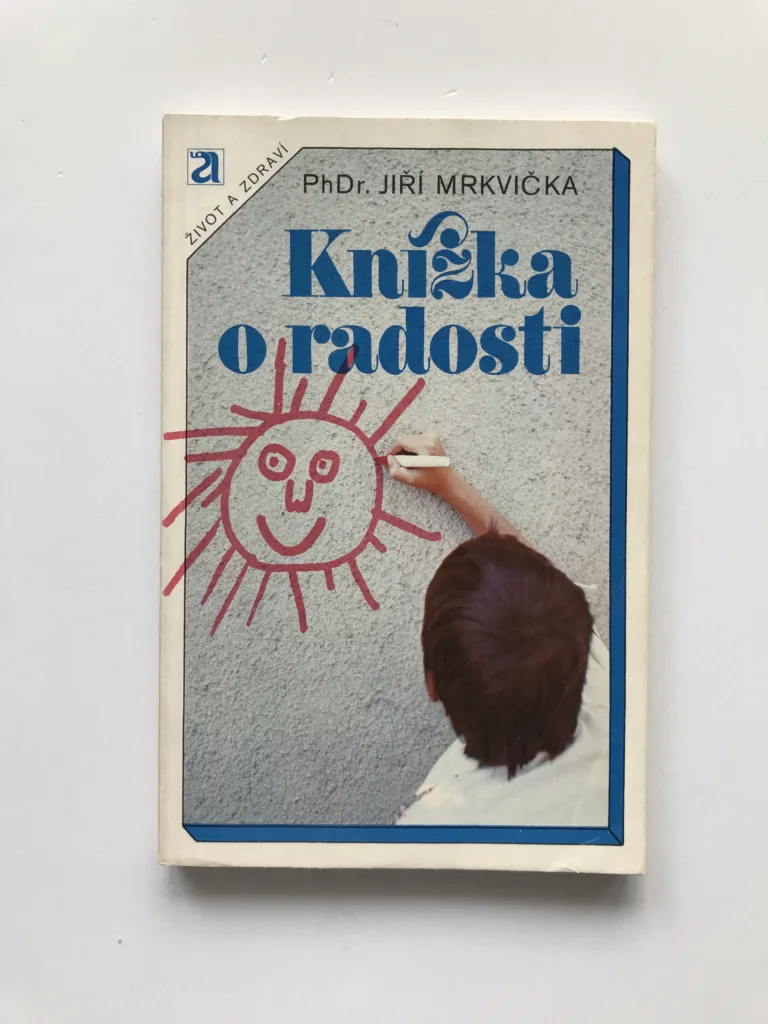 ŽIVOT A ZDRAVÍ
PhDr. JIŘÍ MRKVIČKA
Knížka
o radosti